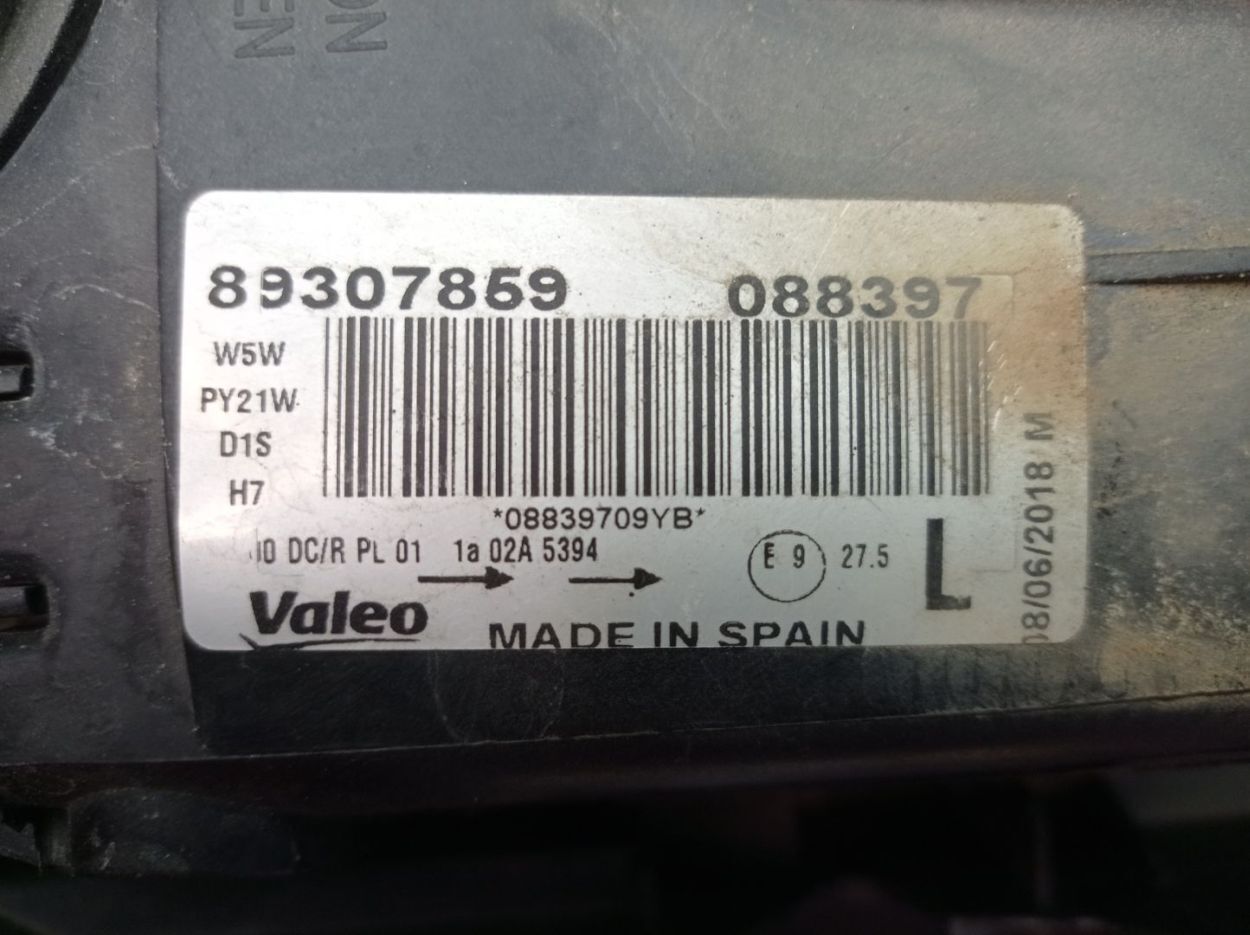 89307859 088397
W5W
PY21W
D1S
H7
*08839709YB*
DC/R PL 01 1a 02A 5394
E 9 27.5
L
Valeo
MADE IN SPAIN
08/06/2018 M